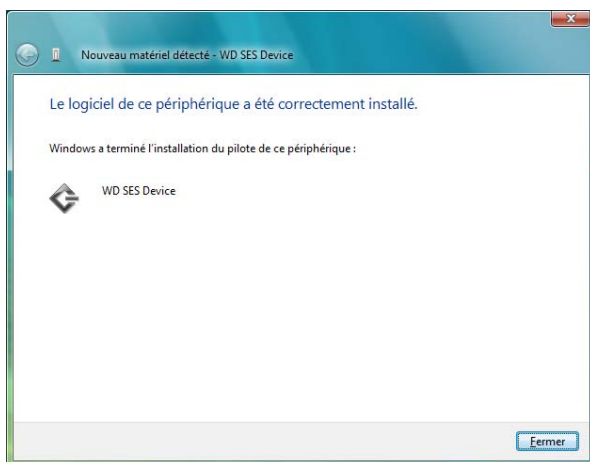 Nouveau matériel détecté - WD SES Device
Le logiciel de ce périphérique a été correctement installé.
Windows a terminé l'installation du pilote de ce périphérique :
WD SES Device
Fermer